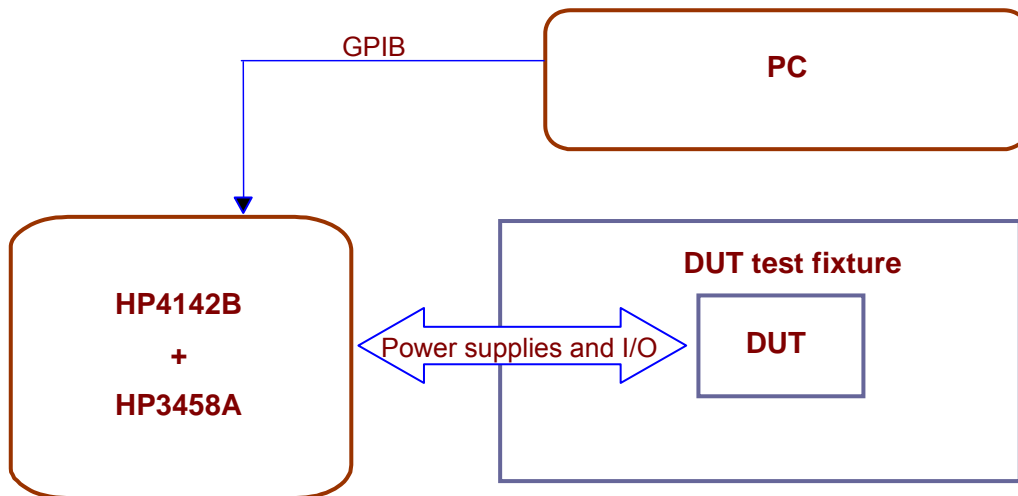 GPIB
PC
DUT test fixture
HP4142B
+
HP3458A
Power supplies and I/O
DUT